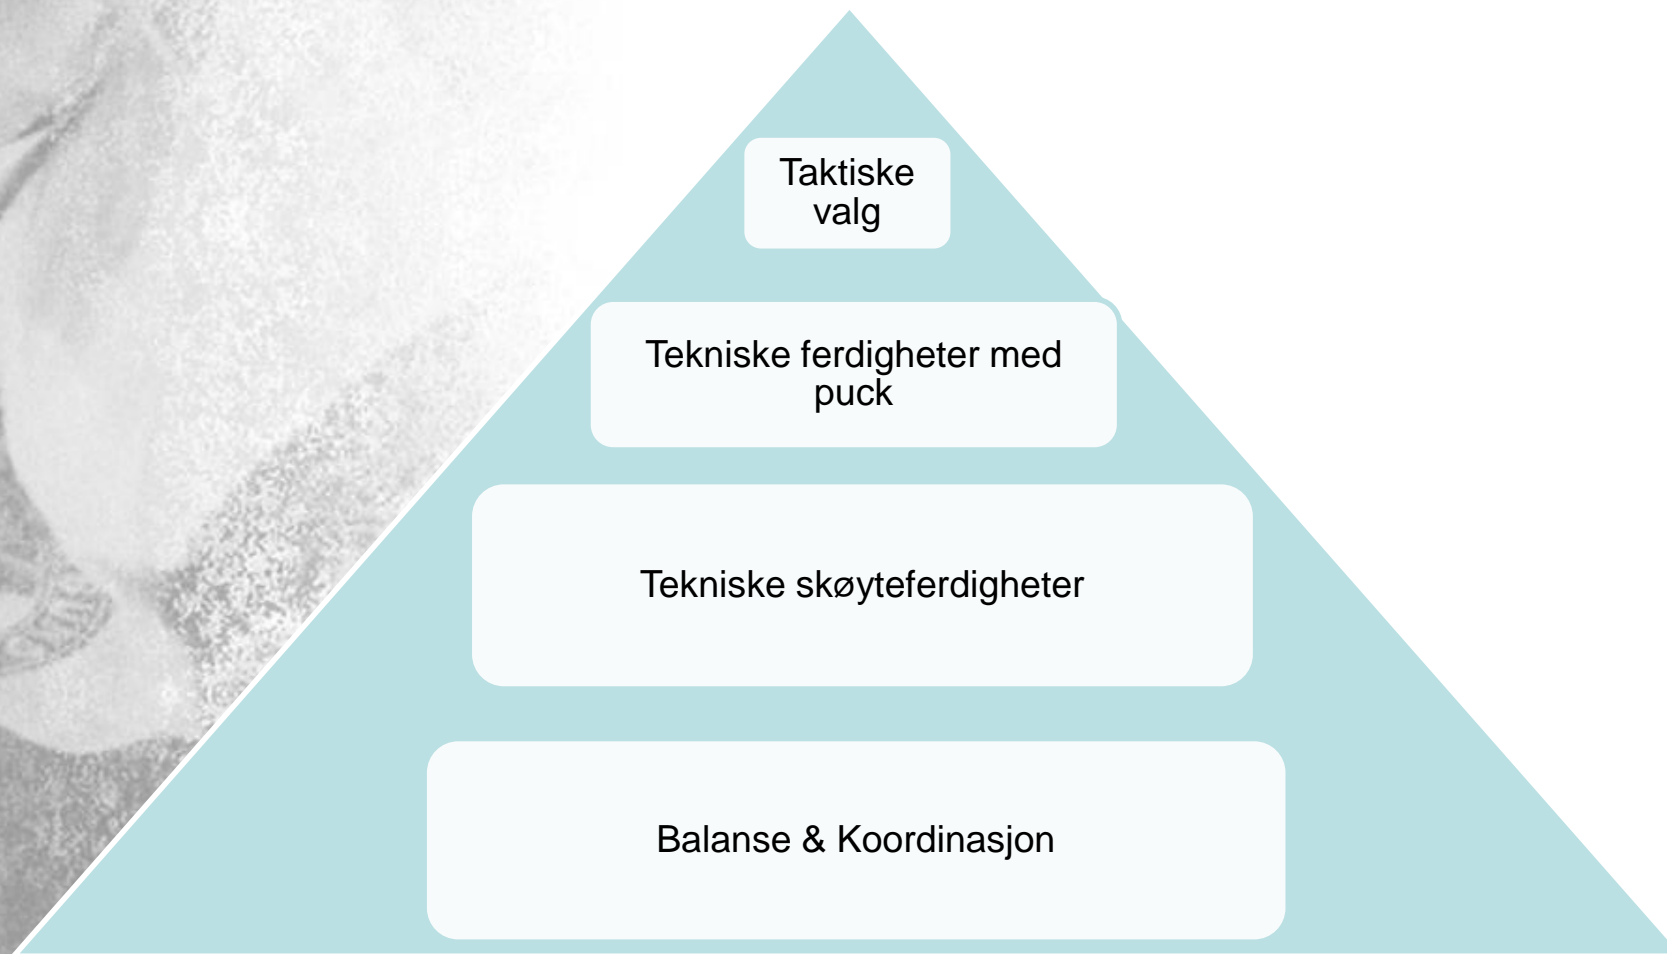 Taktiske
valg
Tekniske ferdigheter med
puck
Tekniske skøyteferdigheter
Balanse & Koordinasjon